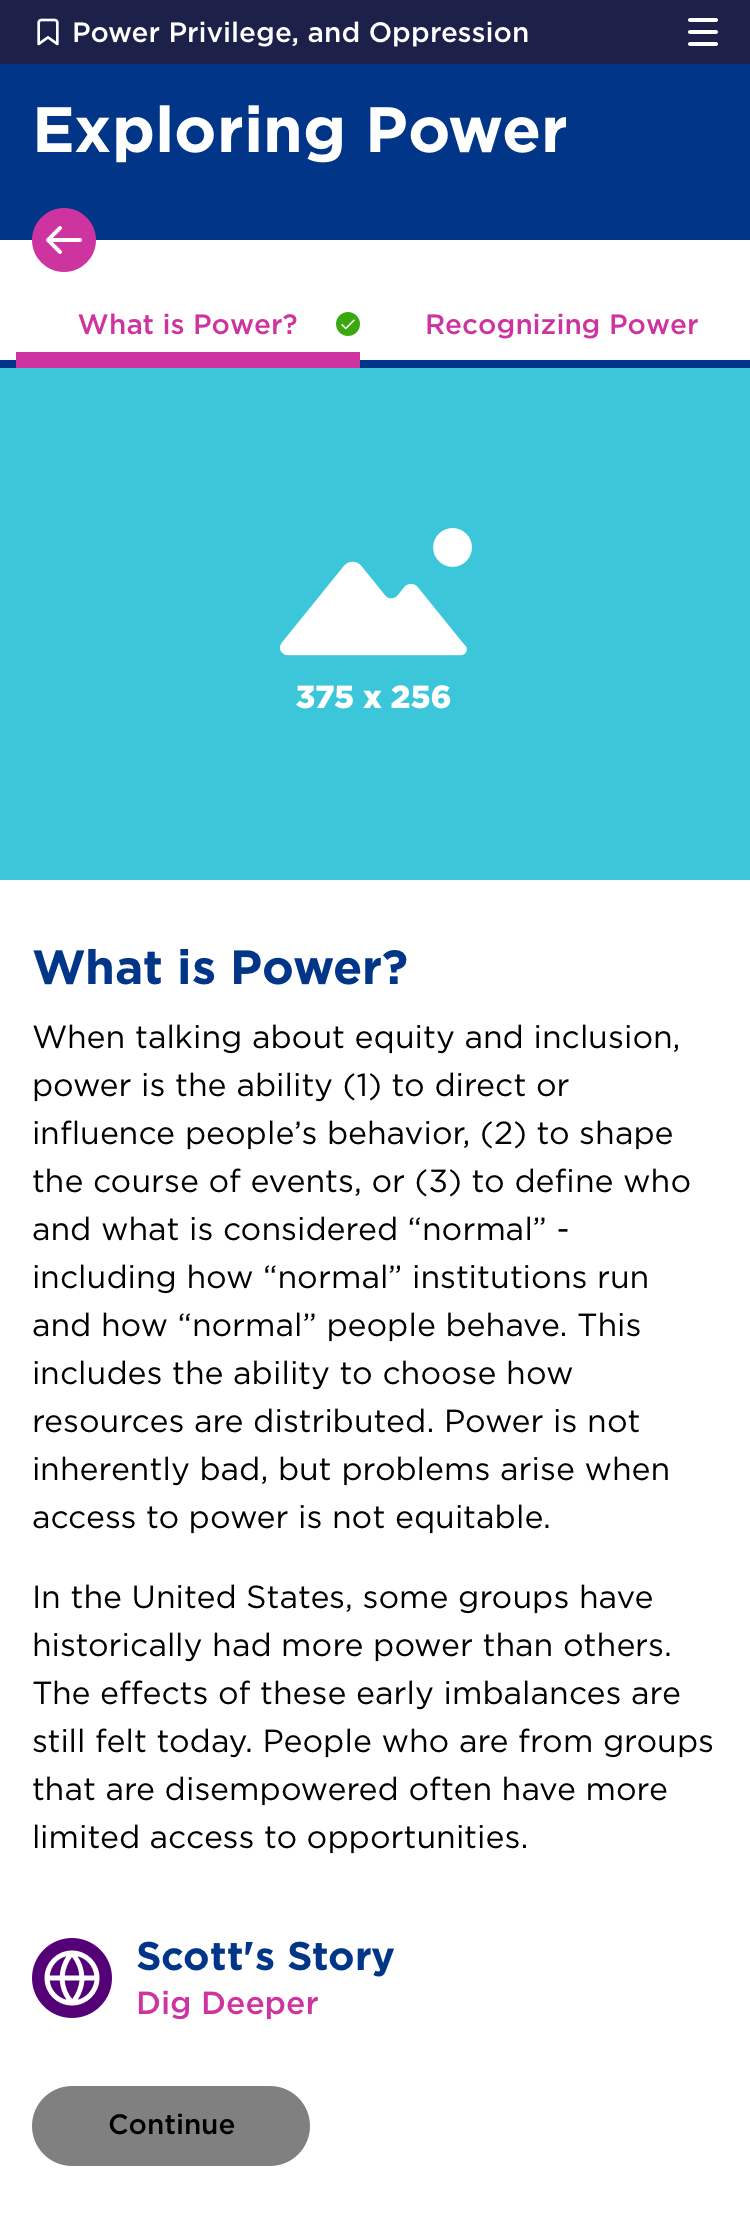 Power Privilege, and Oppression
Exploring Power
What is Power?
Recognizing Power
375 x 256
What is Power?
When talking about equity and inclusion,
power is the ability (1) to direct or
influence people’s behavior, (2) to shape
the course of events, or (3) to define who
and what is considered “normal” -
including how “normal” institutions run
and how “normal” people behave. This
includes the ability to choose how
resources are distributed. Power is not
inherently bad, but problems arise when
access to power is not equitable.
In the United States, some groups have
historically had more power than others.
The effects of these early imbalances are
still felt today. People who are from groups
that are disempowered often have more
limited access to opportunities.
Scott's Story
Dig Deeper
Continue